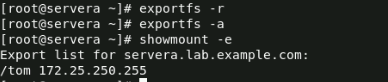 [root@servera ~]# exportfs -r
[root@servera ~]# exportfs -a
[root@servera ~]# showmount -e
Export list for servera.lab.example.com:
/tom 172.25.250.255